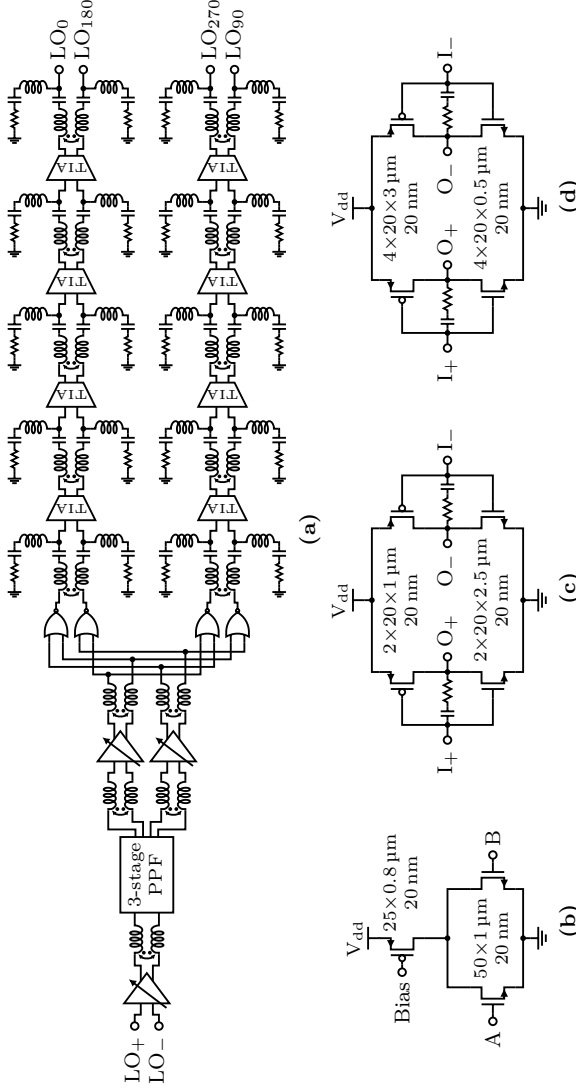 LO+
LO−
3-stage
PPF
TIA
TIA
TIA
TIA
LO0
LO180
TIA
TIA
TIA
TIA
LO270
LO90
(a)
Vdd
25×0.8 µm
20 nm
Bias
50×1 µm
20 nm
A
B
(b)
Vdd
2×20×1 µm
20 nm
I+
O+
O−
I−
2×20×2.5 µm
20 nm
(c)
Vdd
4×20×3 µm
20 nm
I+
O+
O−
I−
4×20×0.5 µm
20 nm
(d)